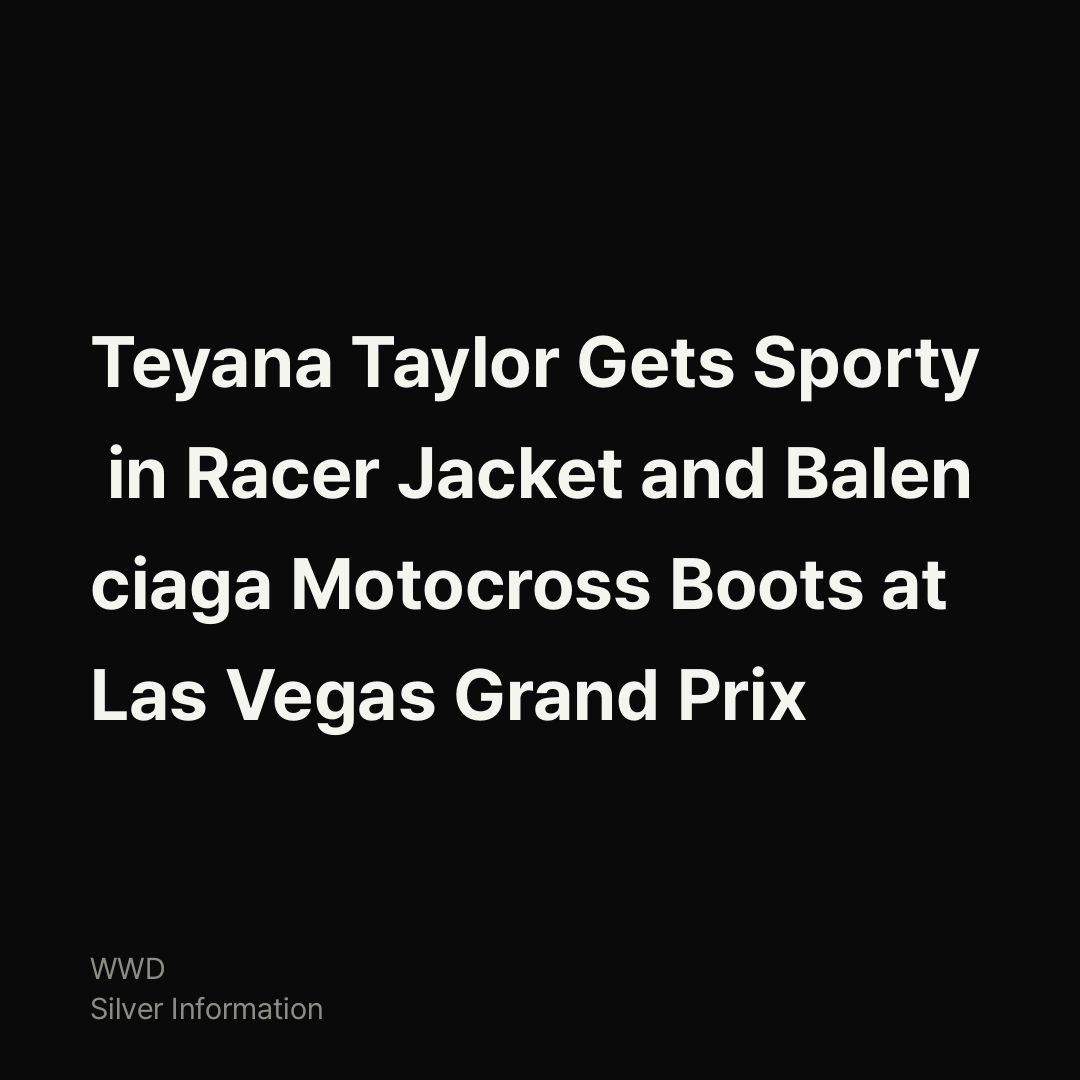 Teyana Taylor Gets Sporty
in Racer Jacket and Balen
ciaga Motocross Boots at
Las Vegas Grand Prix
WWD
Silver Information